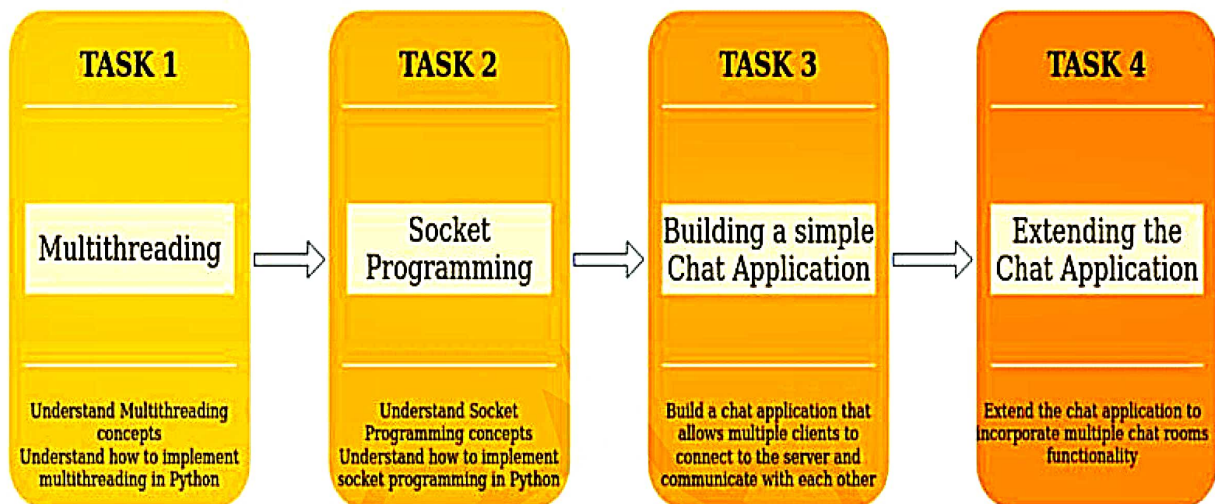 TASK 1
Multithreading
Understand Multithreading
concepts
Understand how to implement
multithreading in Python
TASK 2
Socket
Programming
Understand Socket
Programming concepts
Understand how to implement
socket programming in Python
TASK 3
Building a simple
Chat Application
Build a chat application that
allows multiple clients to
connect to the server and
communicate with each other
TASK 4
Extending the
Chat Application
Extend the chat application to
incorporate multiple chat rooms
functionality